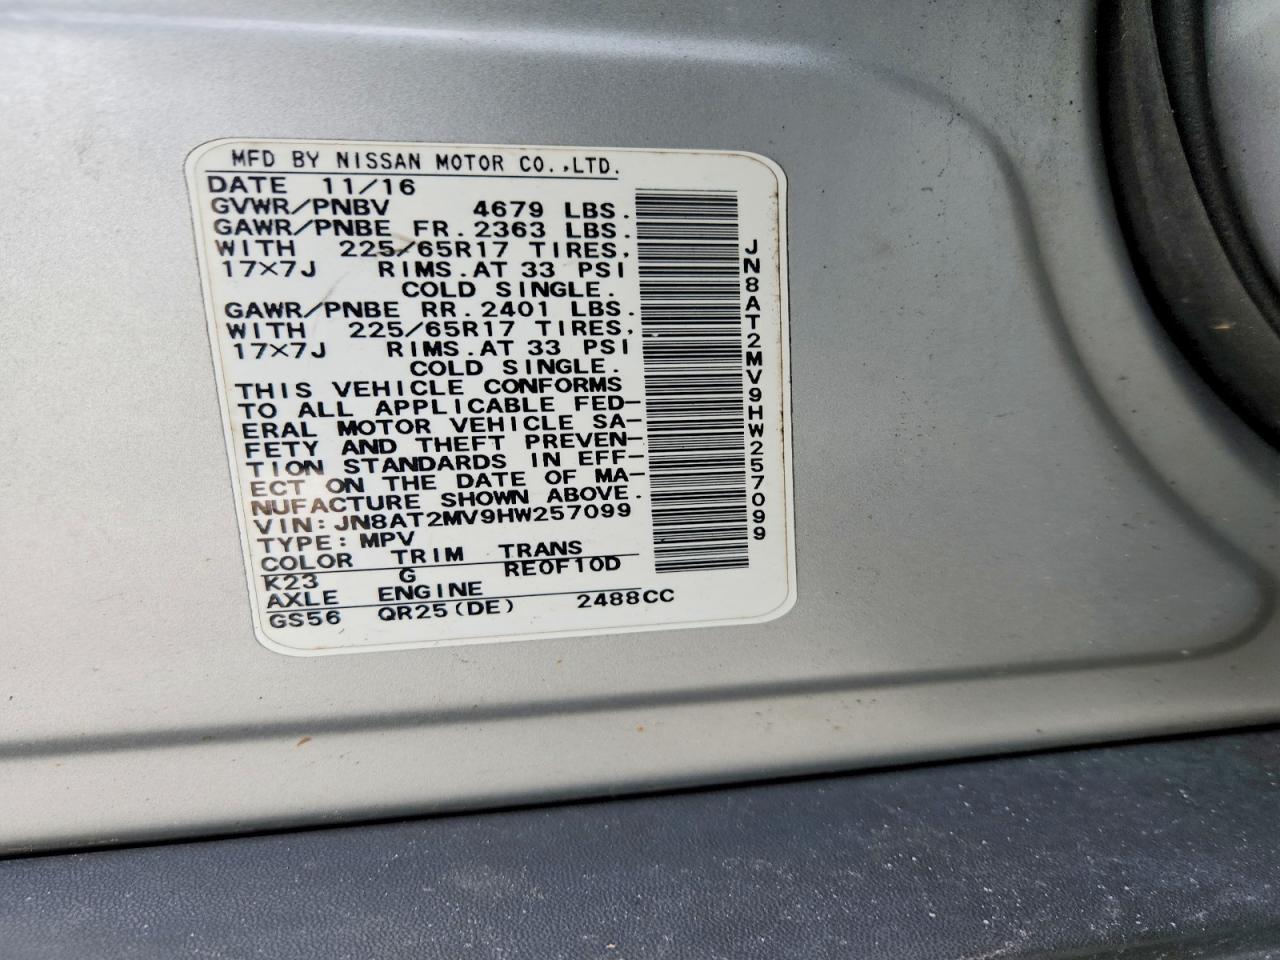 MFD BY NISSAN MOTOR CO.,LTD.
DATE 11/16
GVWR/PNBV 4679 LBS.
GAWR/PNBE FR.2363 LBS.
WITH 225/65R17 TIRES,
17×7J RIMS.AT 33 PSI
COLD SINGLE.
GAWR/PNBE RR.2401 LBS.
WITH 225/65R17 TIRES,
17×7J RIMS.AT 33 PSI
COLD SINGLE.
THIS VEHICLE CONFORMS
TO ALL APPLICABLE FED-
ERAL MOTOR VEHICLE SA-
FETY AND THEFT PREVEN-
TION STANDARDS IN EFF-
ECT ON THE DATE OF MA-
NUFACTURE SHOWN ABOVE.
VIN:JN8AT2MV9HW257099
TYPE:MPV
COLOR TRIM TRANS
K23 G RE0F10D
AXLE ENGINE
GS56 QR25(DE) 2488CC
JN8AT2MV9HW257099